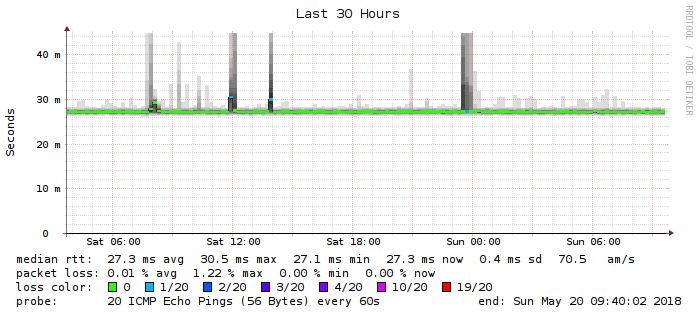 Last 30 Hours
RRDTOOL / TOBI OETIKER
Seconds
40 m
30 m
20 m
10 m
0
Sat 06:00 Sat 12:00 Sat 18:00 Sun 00:00 Sun 06:00
median rtt: 27.3 ms avg 30.5 ms max 27.1 ms min 27.3 ms now 0.4 ms sd 70.5 am/s
packet loss: 0.01 % avg 1.22 % max 0.00 % min 0.00 % now
loss color: 0 1/20 2/20 3/20 4/20 10/20 19/20
probe: 20 ICMP Echo Pings (56 Bytes) every 60s end: Sun May 20 09:40:02 2018